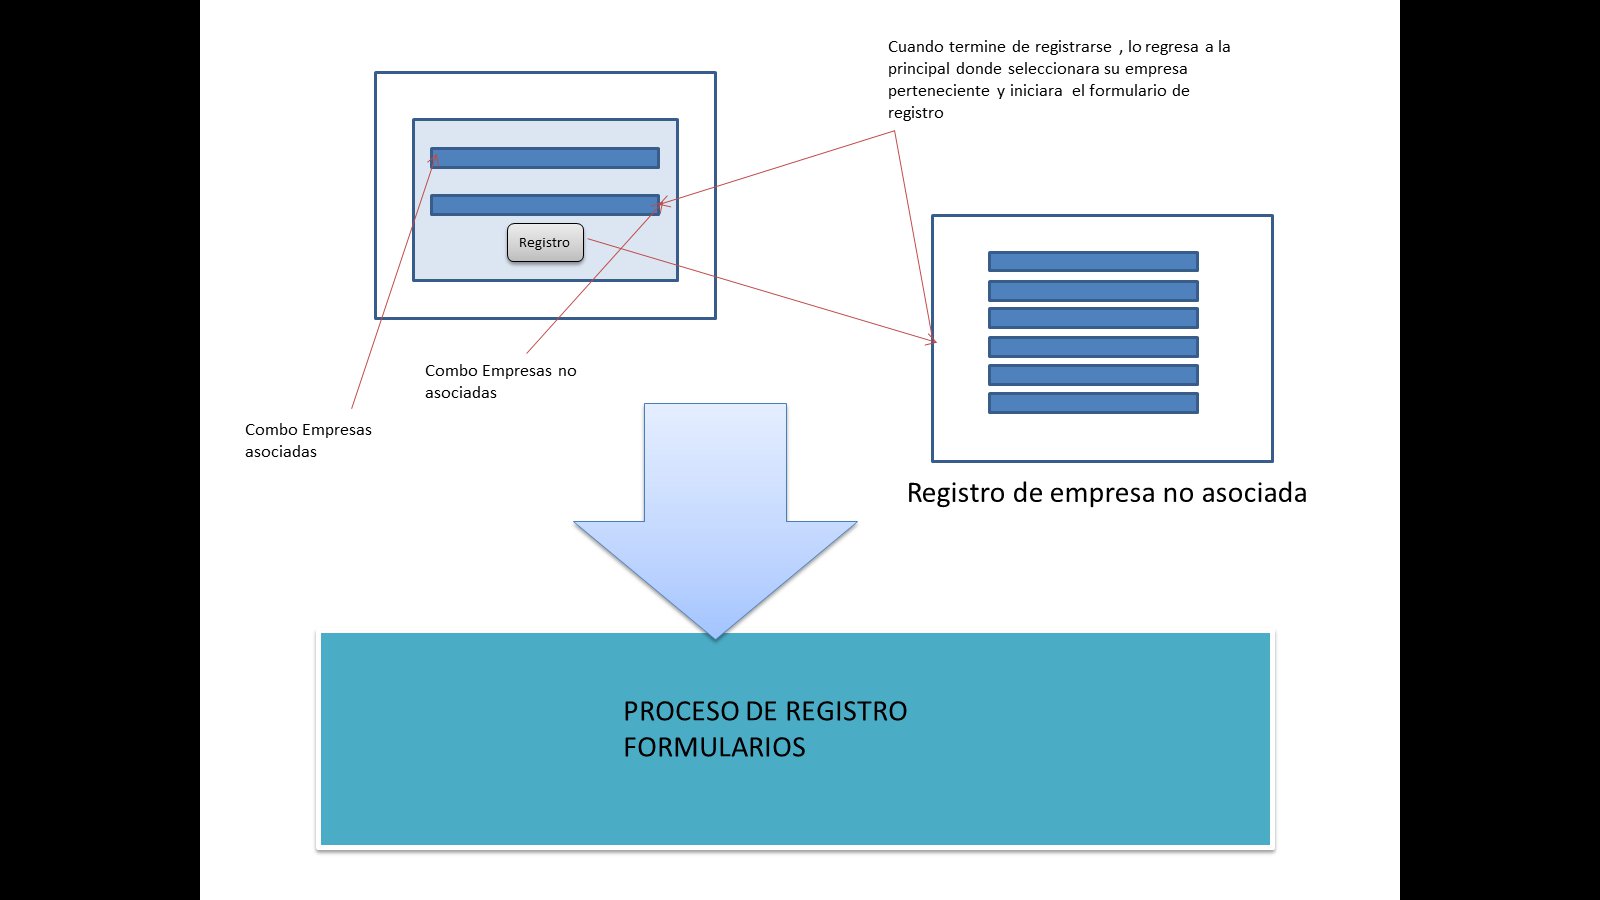 Cuando termine de registrarse , lo regresa a la
principal donde seleccionara su empresa
perteneciente y iniciara el formulario de
registro
Registro
Combo Empresas no
asociadas
Combo Empresas
asociadas
Registro de empresa no asociada
PROCESO DE REGISTRO
FORMULARIOS